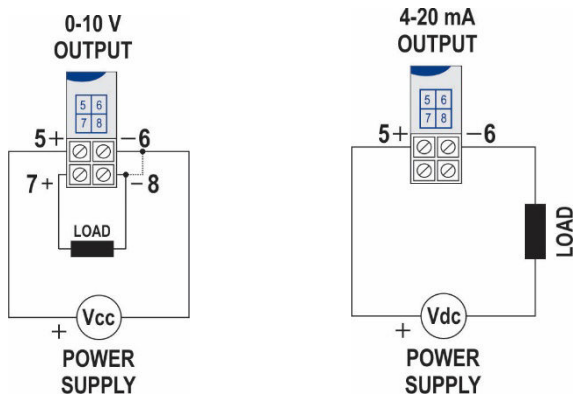 0-10 V
OUTPUT
5 6
7 8
5+
−6
7+
−8
LOAD
+
Vcc
POWER
SUPPLY
4-20 mA
OUTPUT
5 6
7 8
5+
−6
LOAD
+
Vdc
POWER
SUPPLY